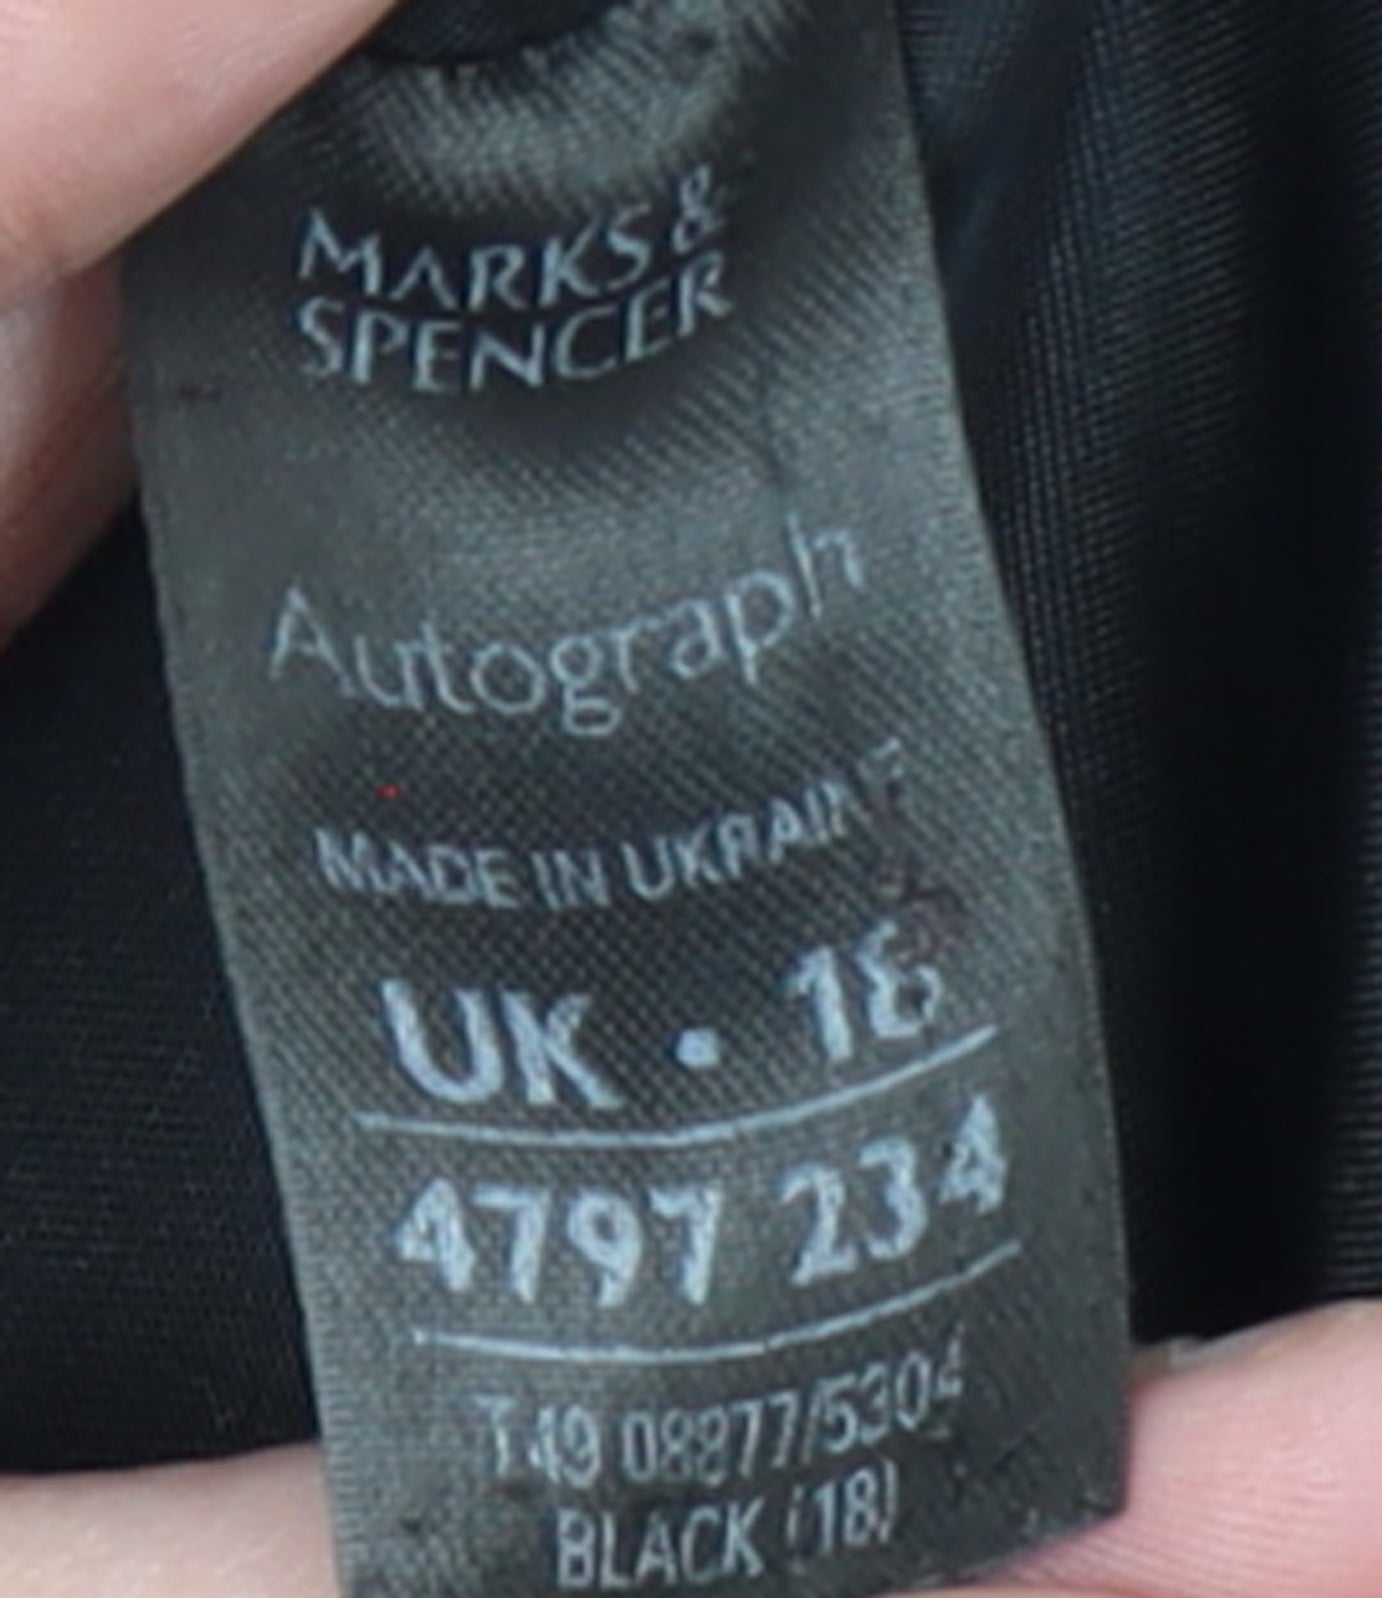 MARKS &
SPENCER
Autograph
MADE IN UKRAINE
UK • 18
4797 234
T49 08877/5304
BLACK (18)